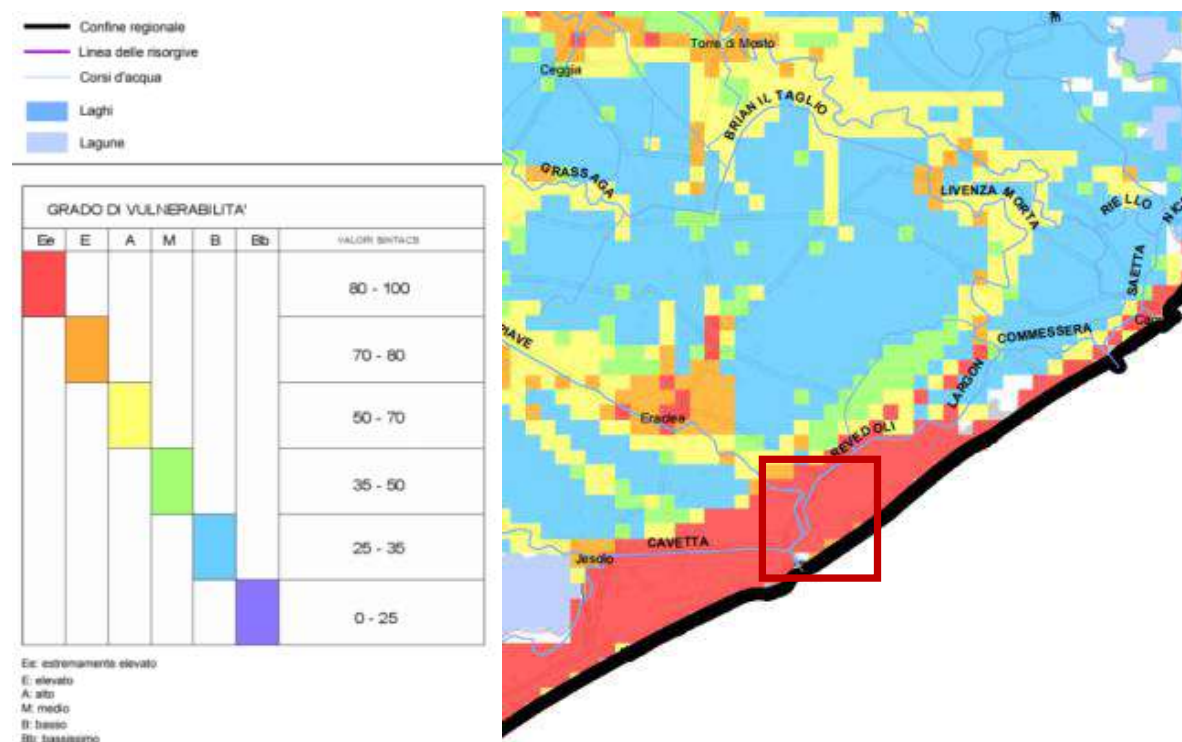 Confine regionale
Linea delle risorgive
Corsi d'acqua
Laghi
Lagune
GRADO DI VULNERABILITA'
Ee E A M B Bb VALORI SINTACS
80 - 100
70 - 80
50 - 70
35 - 50
25 - 35
0 - 25
Ee: estremamente elevato
E: elevato
A: alto
M: medio
B: basso
Bb: bassissimo
Torre di Mosto
Ceggia
BRIAN IL TAGLIO
GRASSAGA
LIVENZA MORTA
RIELLO
SAETTA
COMMESSERA
PIAVE
LARGON
Eraclea
REVEDOLI
CAVETTA
Jesolo